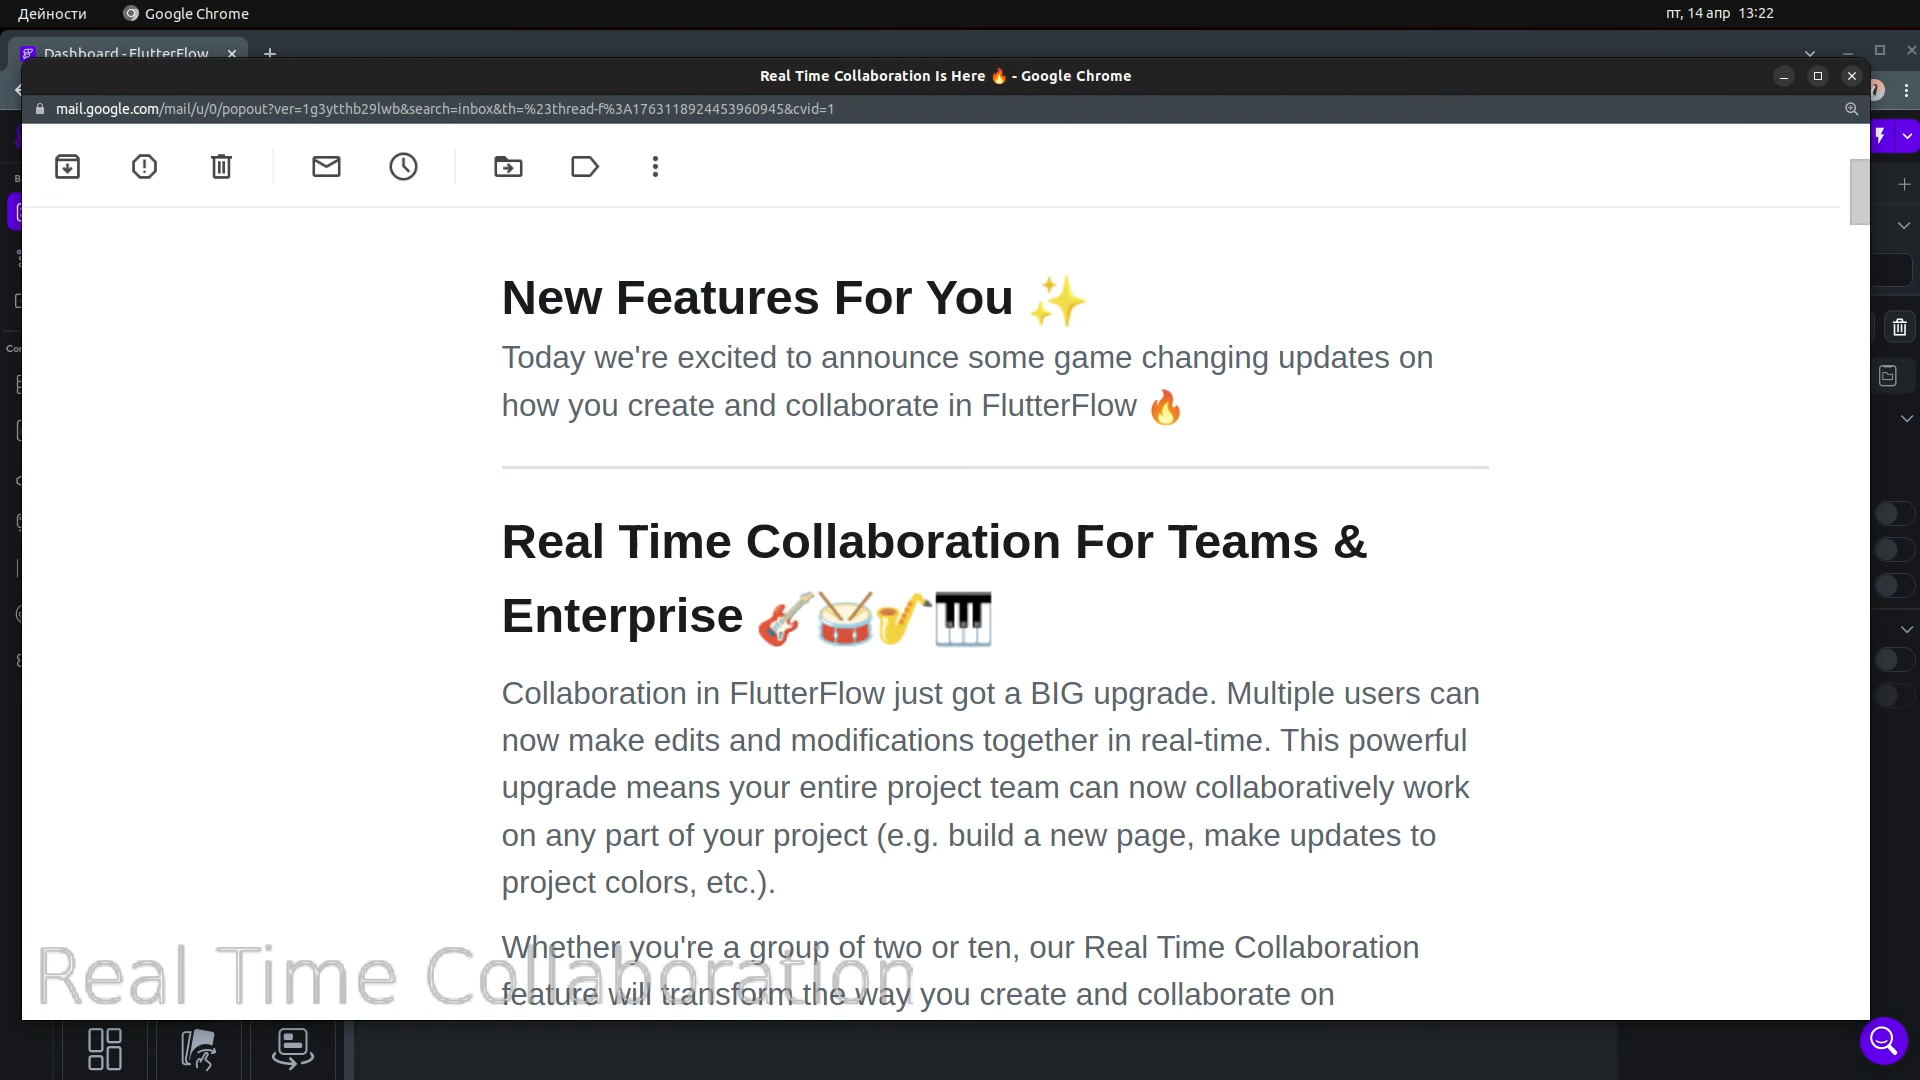 Дейности
Google Chrome
пт, 14 апр 13:22
Dashboard - FlutterFlow
Real Time Collaboration Is Here 🔥 - Google Chrome
mail.google.com/mail/u/0/popout?ver=1g3ytthb29lwb&search=inbox&th=%23thread-f%3A1763118924453960945&cvid=1
New Features For You ✨
Today we're excited to announce some game changing updates on
how you create and collaborate in FlutterFlow 🔥
Real Time Collaboration For Teams &
Enterprise 🎸🥁🎷🎹
Collaboration in FlutterFlow just got a BIG upgrade. Multiple users can
now make edits and modifications together in real-time. This powerful
upgrade means your entire project team can now collaboratively work
on any part of your project (e.g. build a new page, make updates to
project colors, etc.).
Whether you're a group of two or ten, our Real Time Collaboration
feature will transform the way you create and collaborate on
Real Time Collaboration